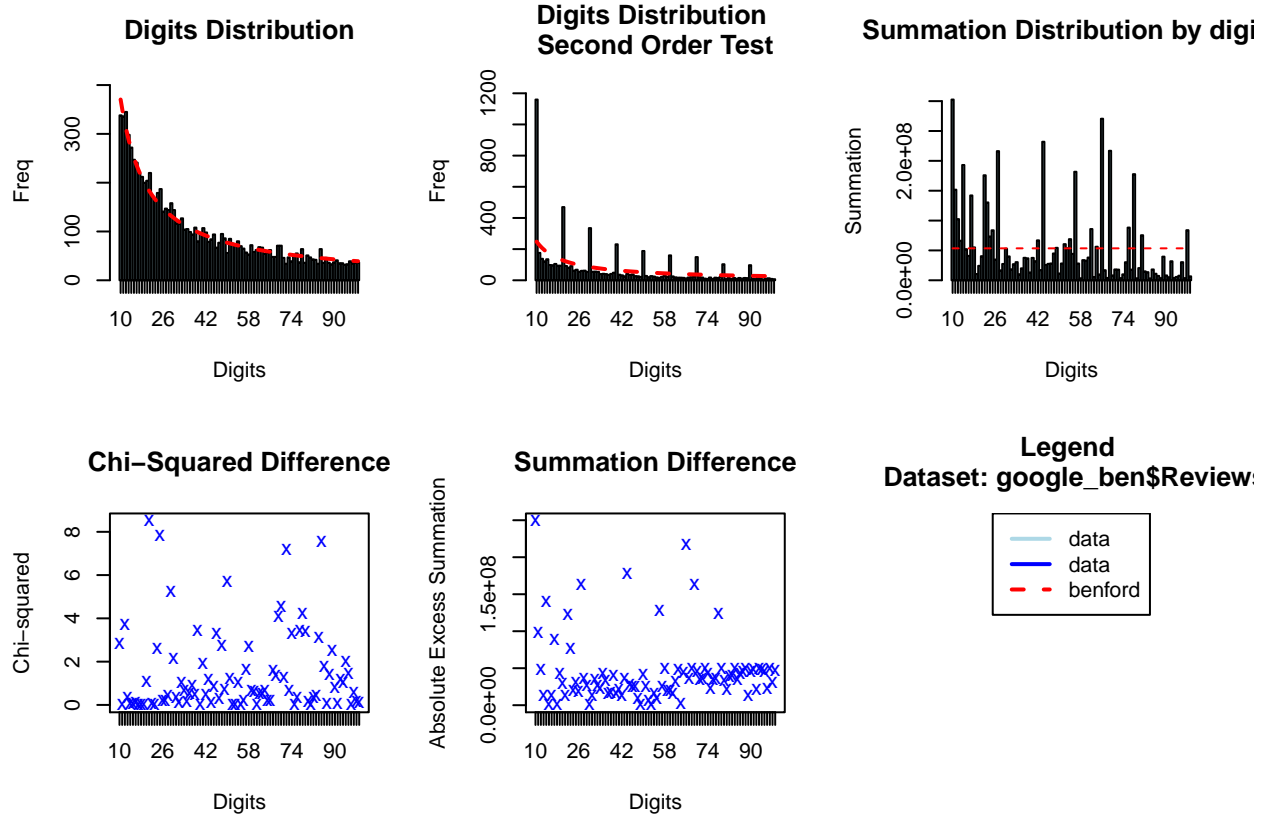 Digits Distribution
Freq
0
100
300
10 26 42 58 74 90
Digits
Digits Distribution
Second Order Test
Freq
0
400
800
1200
10 26 42 58 74 90
Digits
Summation Distribution by digi
Summation
0.0e+00
2.0e+08
10 26 42 58 74 90
Digits
Chi−Squared Difference
Chi−squared
0
2
4
6
8
10 26 42 58 74 90
Digits
Summation Difference
Absolute Excess Summation
0.0e+00
1.5e+08
10 26 42 58 74 90
Digits
Legend
Dataset: google_ben$Reviews
data
data
benford